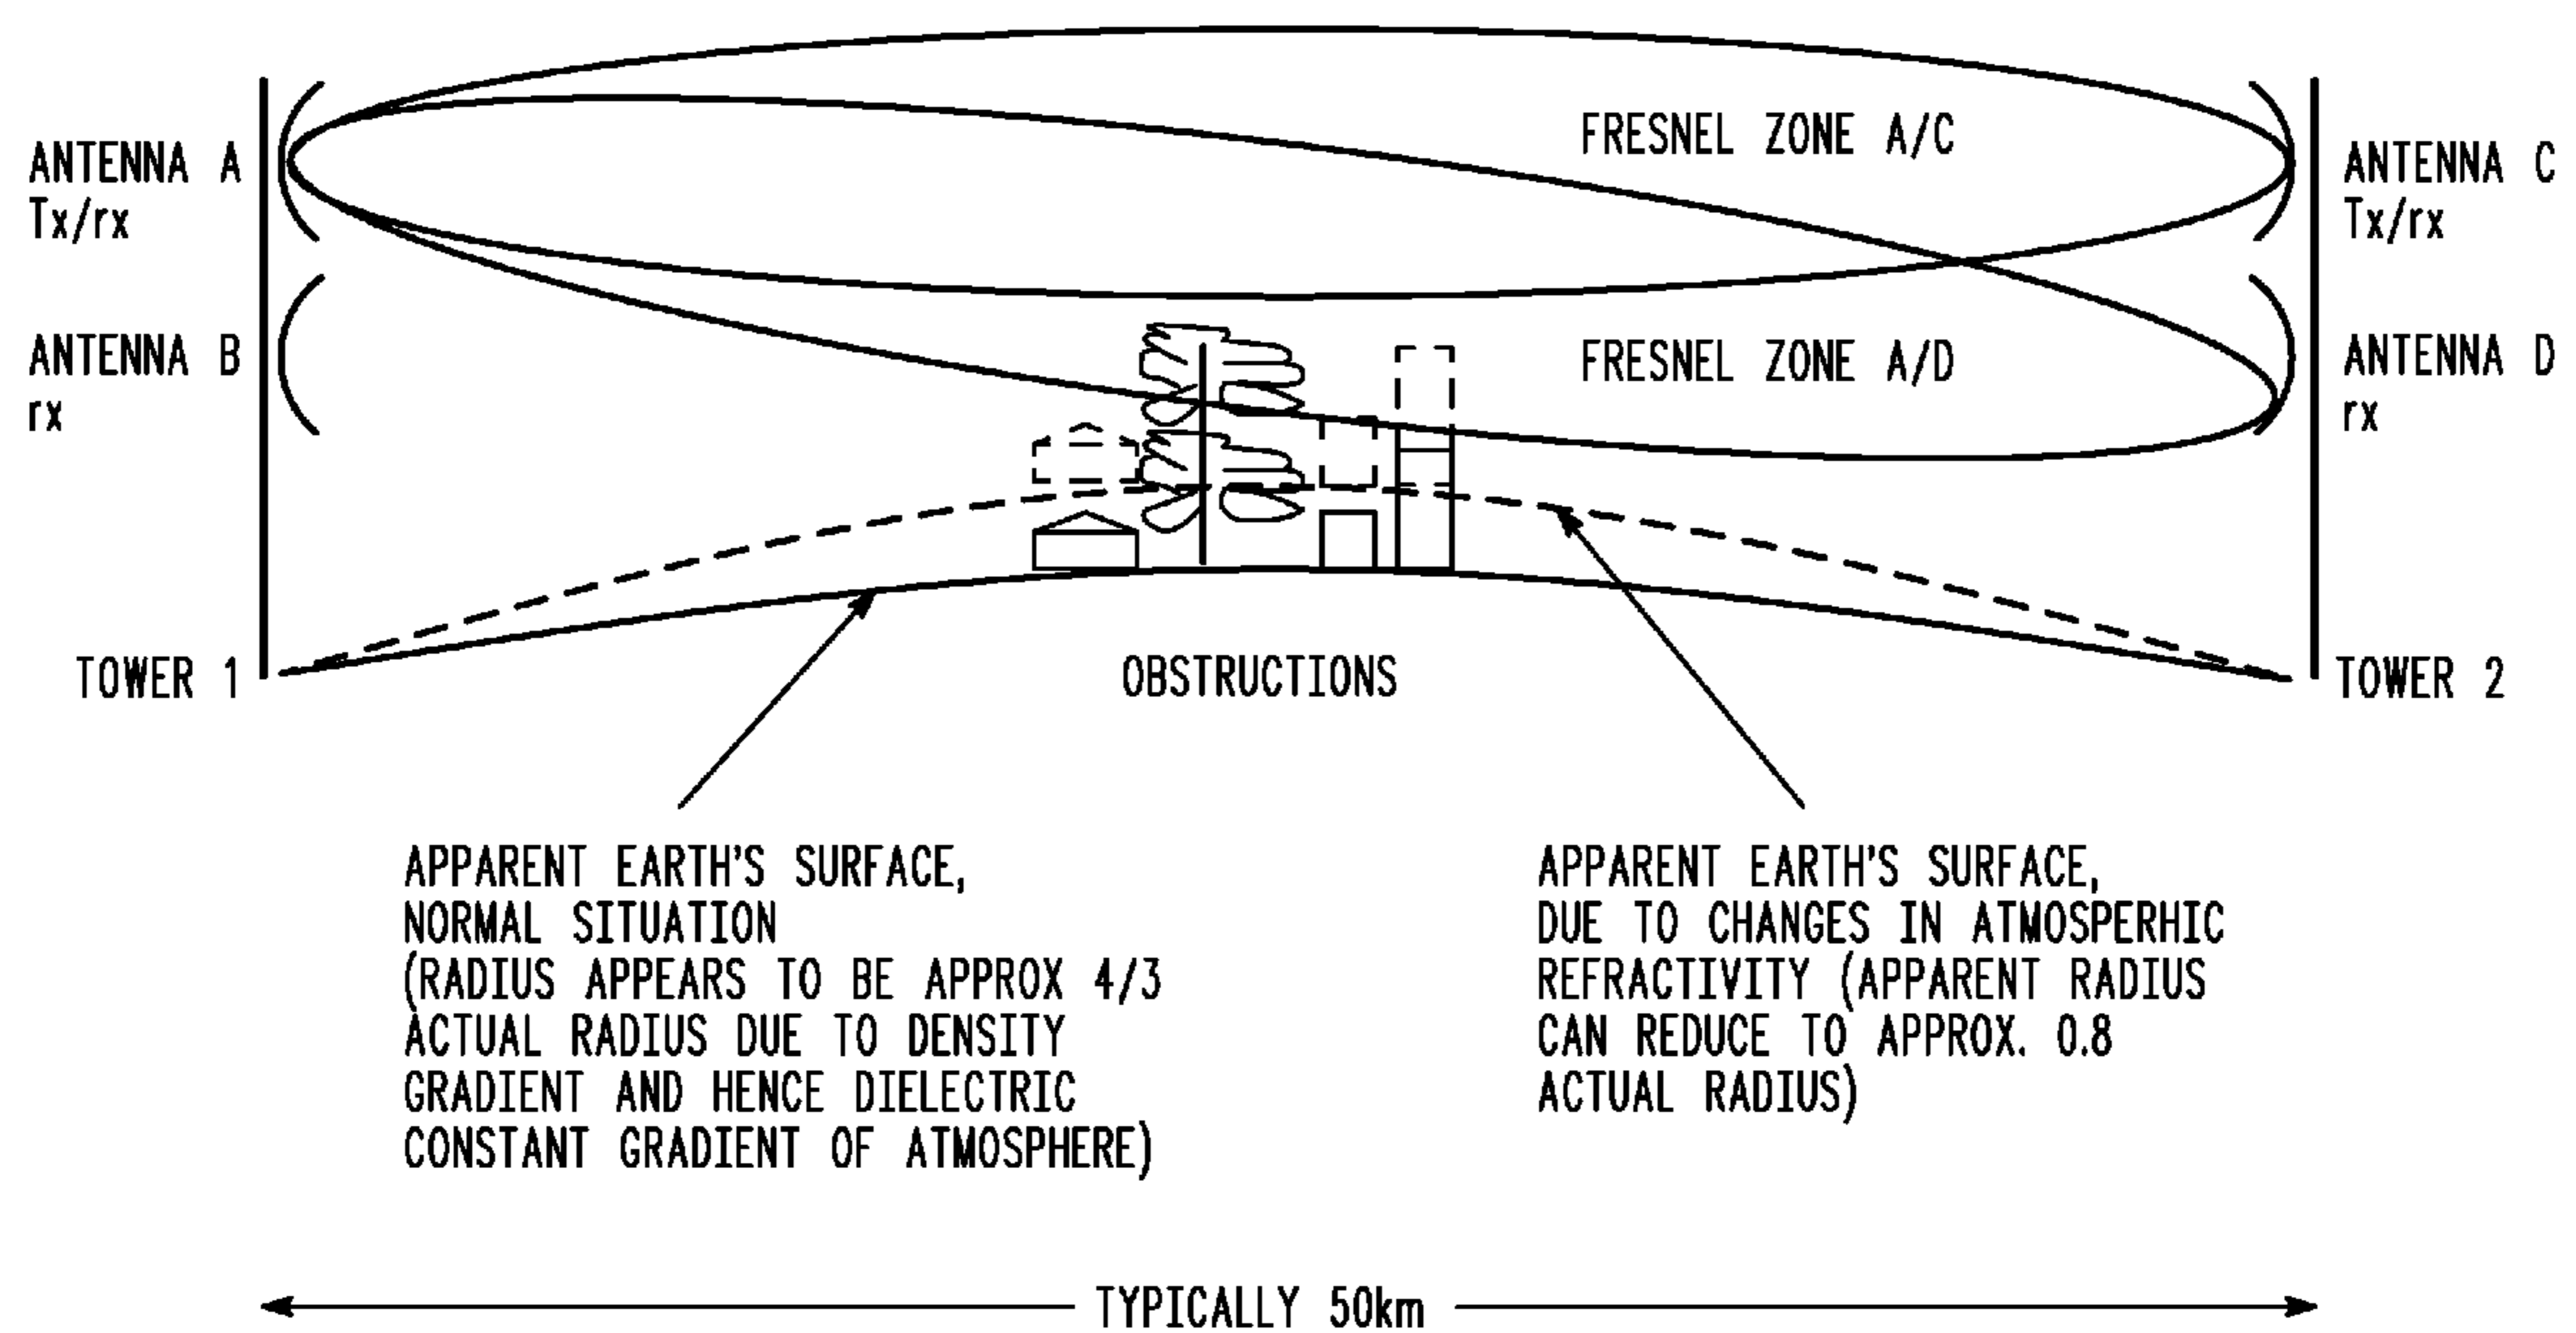 FRESNEL ZONE A/C
ANTENNA A
Tx/rx
ANTENNA C
Tx/rx
ANTENNA B
rx
FRESNEL ZONE A/D
ANTENNA D
rx
TOWER 1
OBSTRUCTIONS
TOWER 2
APPARENT EARTH'S SURFACE,
NORMAL SITUATION
(RADIUS APPEARS TO BE APPROX 4/3
ACTUAL RADIUS DUE TO DENSITY
GRADIENT AND HENCE DIELECTRIC
CONSTANT GRADIENT OF ATMOSPHERE)
APPARENT EARTH'S SURFACE,
DUE TO CHANGES IN ATMOSPERHIC
REFRACTIVITY (APPARENT RADIUS
CAN REDUCE TO APPROX. 0.8
ACTUAL RADIUS)
TYPICALLY 50km